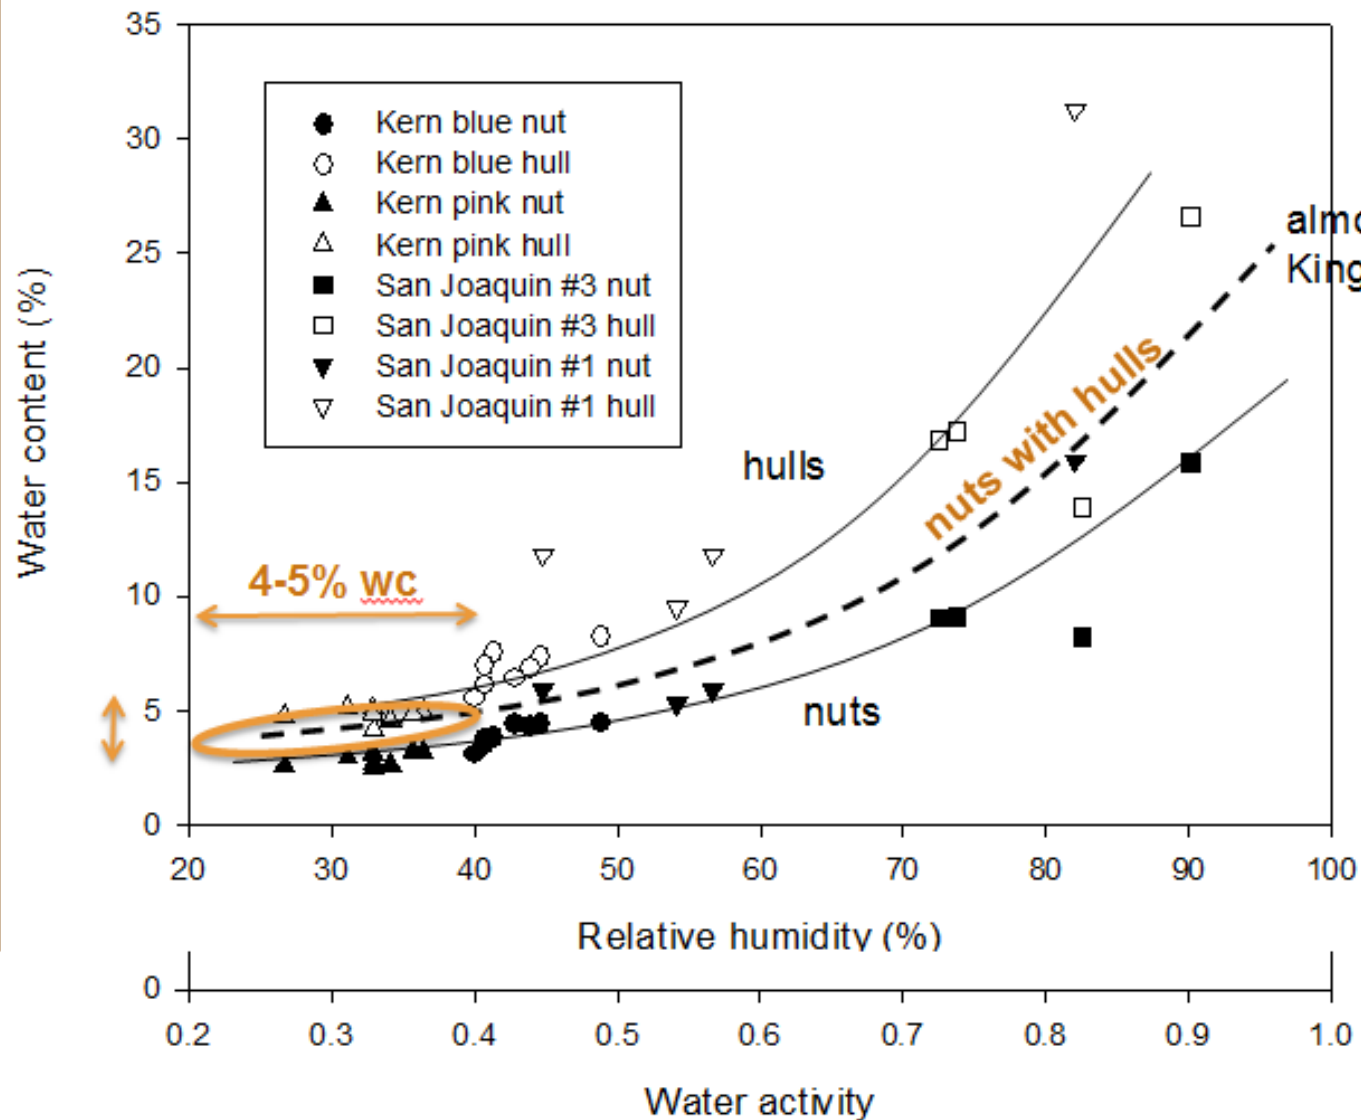 35
30
25
20
15
10
5
0
Water content (%)
Kern blue nut
Kern blue hull
Kern pink nut
Kern pink hull
San Joaquin #3 nut
San Joaquin #3 hull
San Joaquin #1 nut
San Joaquin #1 hull
almo
King
nuts with hulls
hulls
4-5% wc
nuts
20 30 40 50 60 70 80 90 100
Relative humidity (%)
0
0.2 0.3 0.4 0.5 0.6 0.7 0.8 0.9 1.0
Water activity